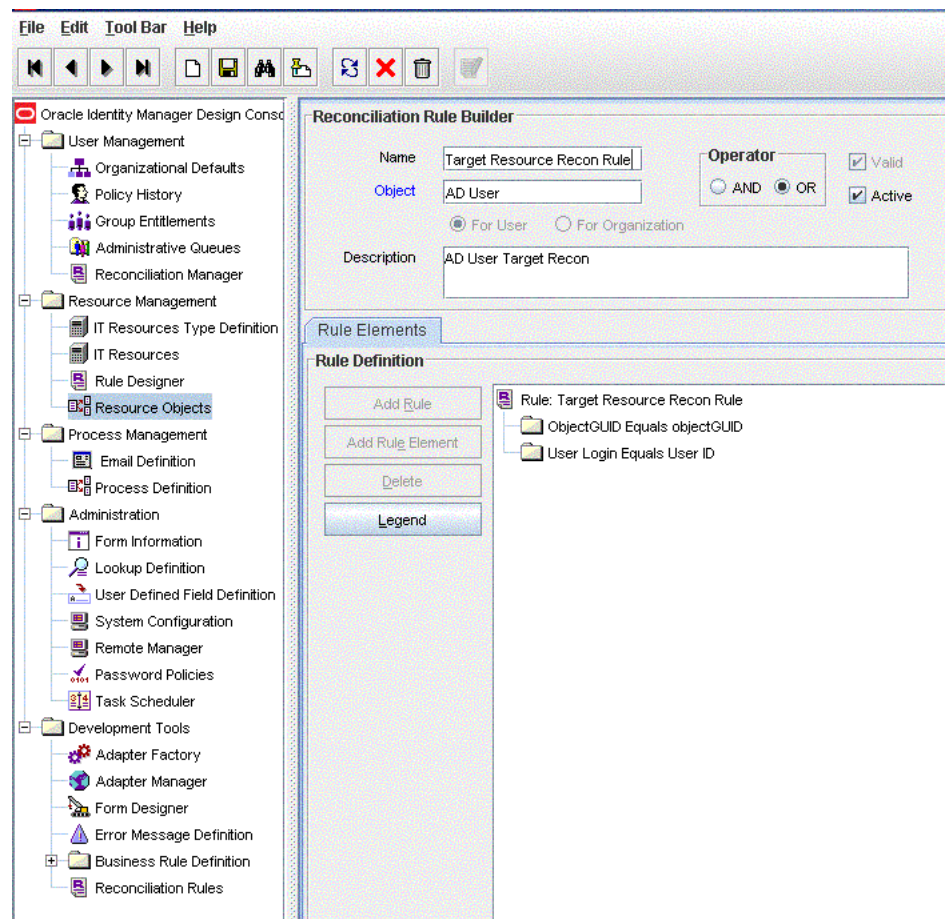 File Edit Tool Bar Help
Oracle Identity Manager Design Conso
User Management
Organizational Defaults
Policy History
Group Entitlements
Administrative Queues
Reconciliation Manager
Resource Management
IT Resources Type Definition
IT Resources
Rule Designer
Resource Objects
Process Management
Email Definition
Process Definition
Administration
Form Information
Lookup Definition
User Defined Field Definition
System Configuration
Remote Manager
Password Policies
Task Scheduler
Development Tools
Adapter Factory
Adapter Manager
Form Designer
Error Message Definition
Business Rule Definition
Reconciliation Rules
Reconciliation Rule Builder
Name Target Resource Recon Rule
Operator
AND OR
Valid
Active
Object AD User
For User For Organization
Description AD User Target Recon
Rule Elements
Rule Definition
Add Rule
Add Rule Element
Delete
Legend
Rule: Target Resource Recon Rule
ObjectGUID Equals objectGUID
User Login Equals User ID